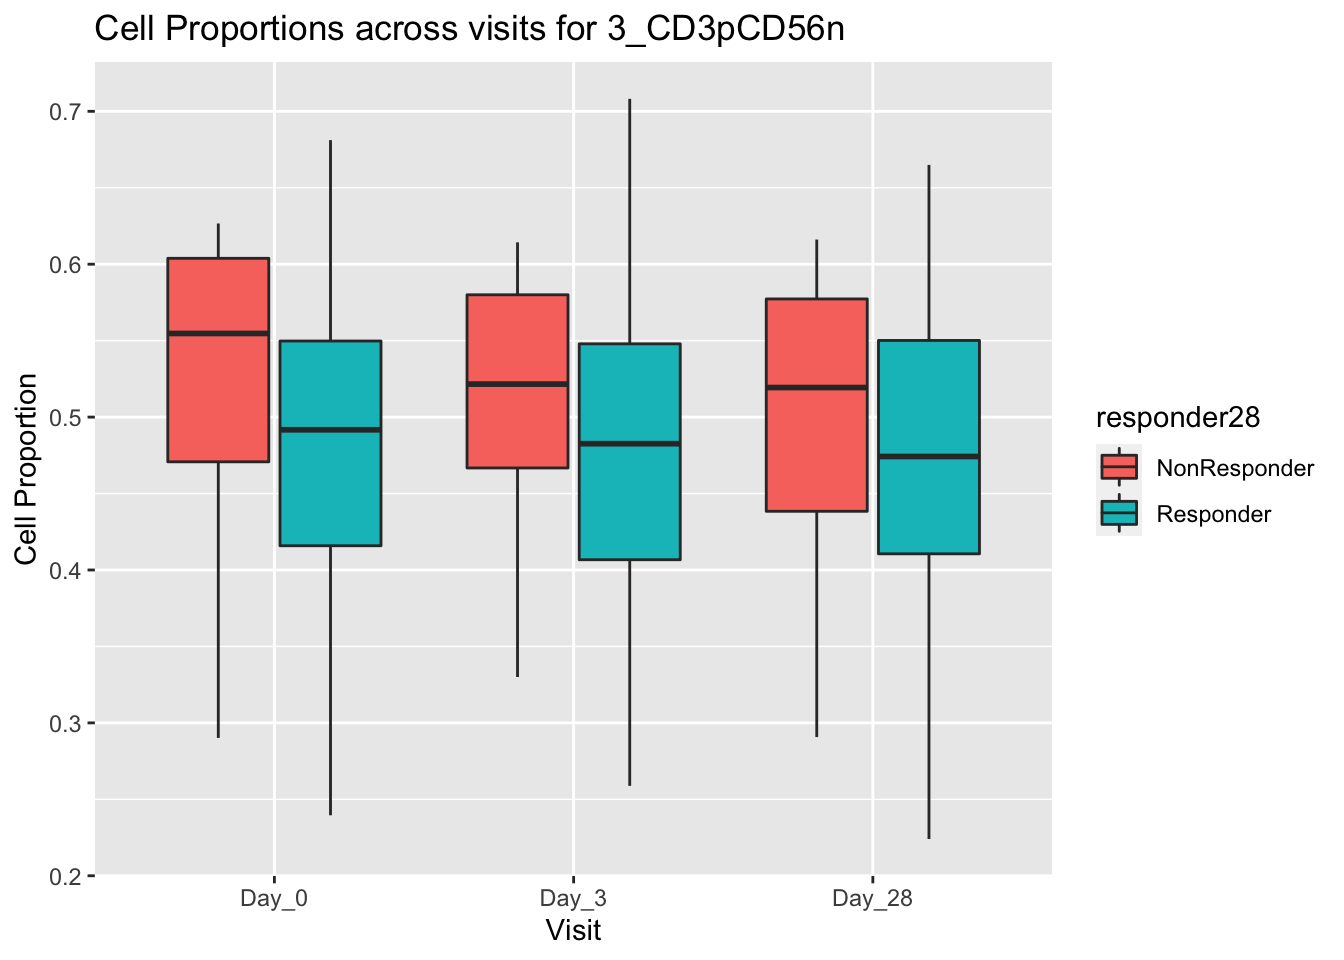 Cell Proportions across visits for 3_CD3pCD56n
0.7
0.6
0.5
0.4
0.3
0.2
Cell Proportion
Day_0
Day_3
Day_28
Visit
responder28
NonResponder
Responder